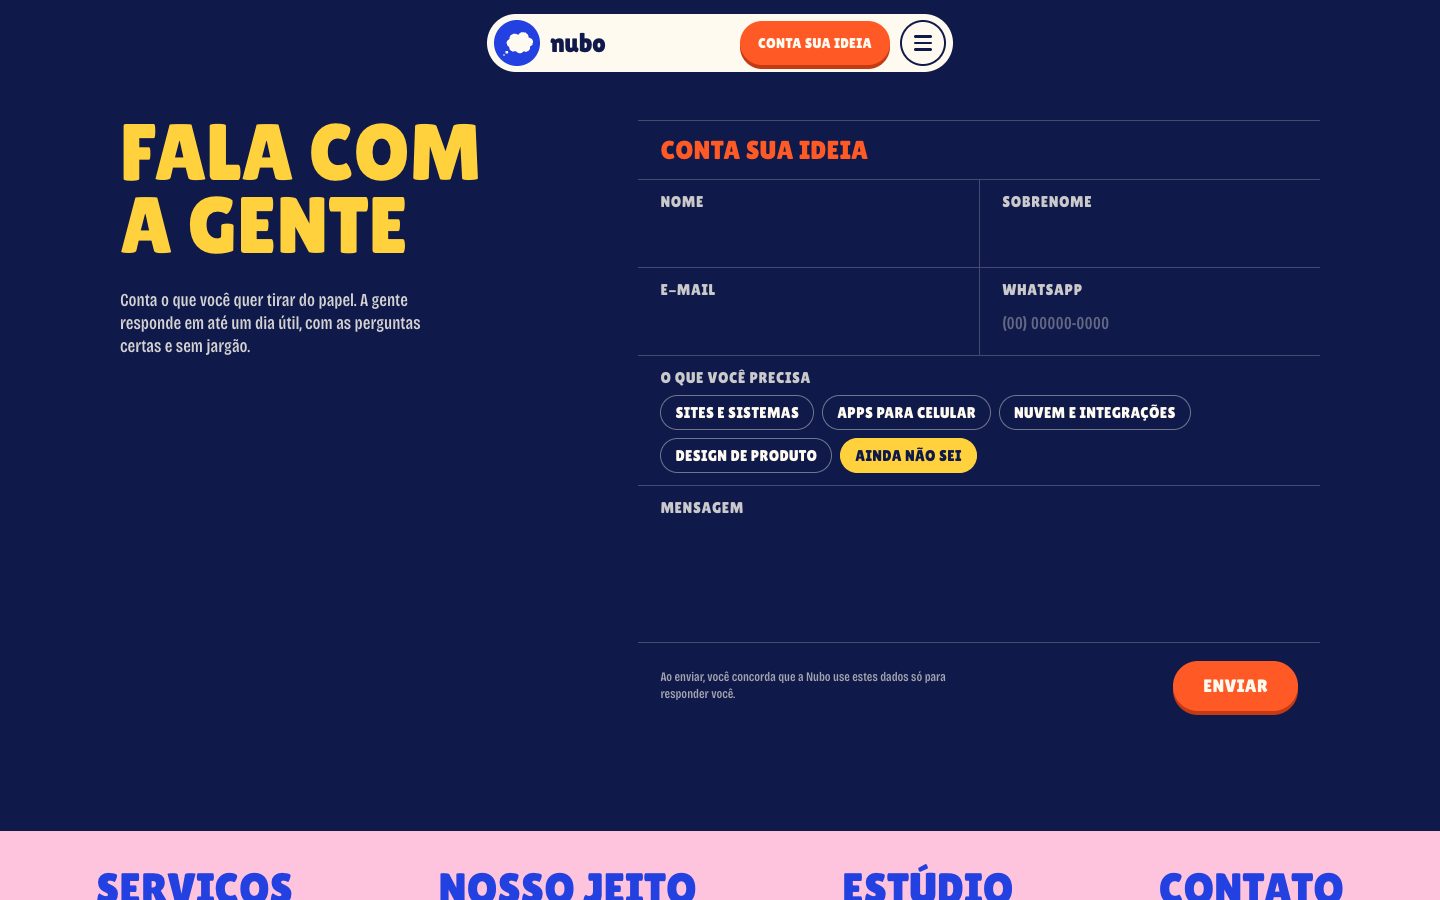 nubo
CONTA SUA IDEIA
FALA COM
A GENTE
Conta o que você quer tirar do papel. A gente
responde em até um dia útil, com as perguntas
certas e sem jargão.
CONTA SUA IDEIA
NOME
SOBRENOME
E-MAIL
WHATSAPP
(00) 00000-0000
O QUE VOCÊ PRECISA
SITES E SISTEMAS
APPS PARA CELULAR
NUVEM E INTEGRAÇÕES
DESIGN DE PRODUTO
AINDA NÃO SEI
MENSAGEM
Ao enviar, você concorda que a Nubo use estes dados só para
responder você.
ENVIAR
SERVIÇOS
NOSSO JEITO
ESTÚDIO
CONTATO